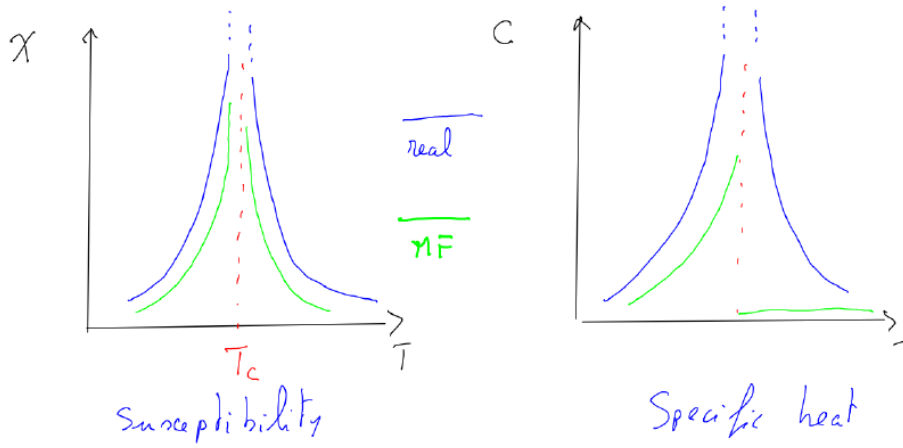 χ
C
real
MF
T
T
Tc
Susceptibility
Specific heat